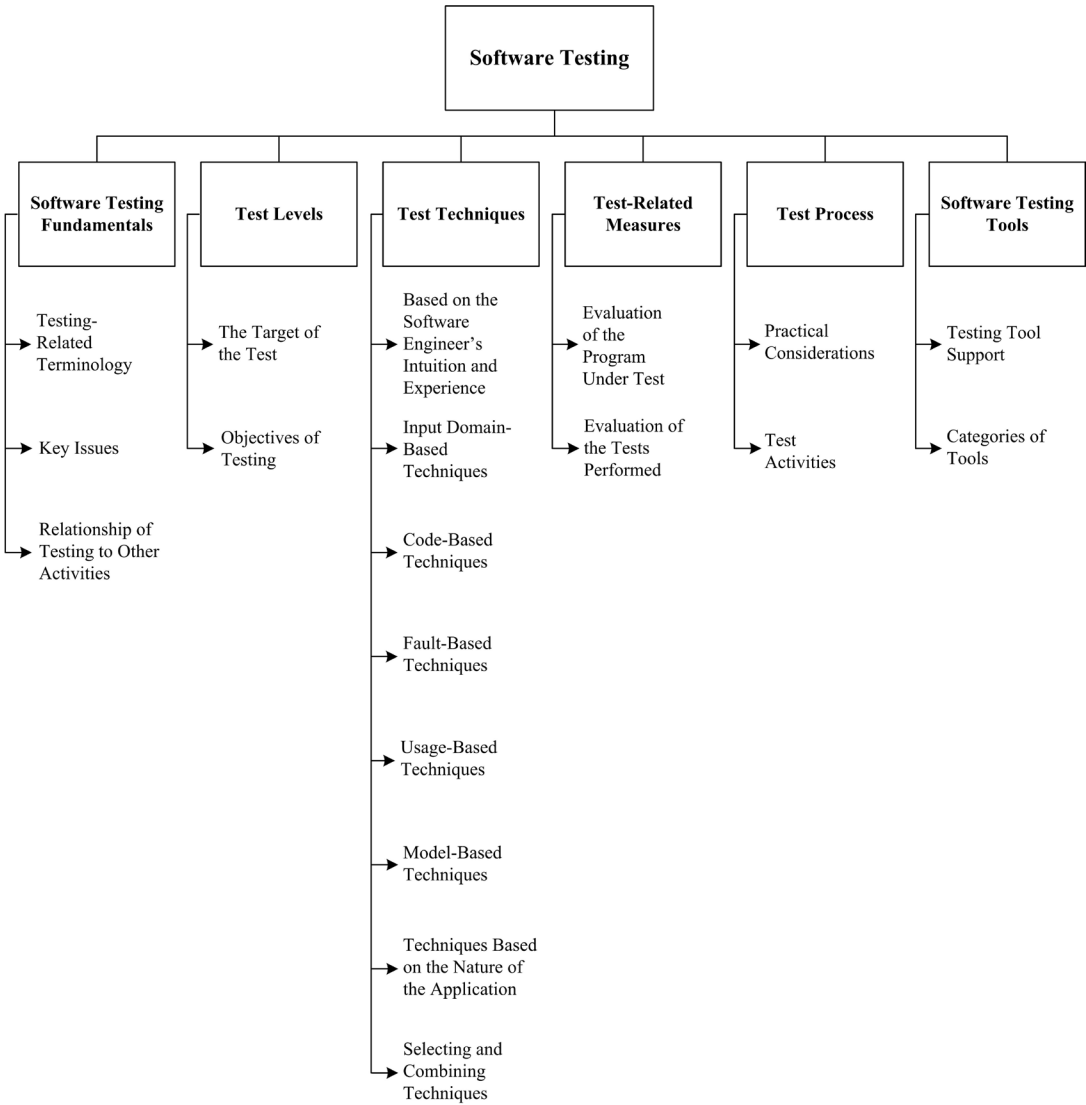 Software Testing
Software Testing
Fundamentals
Testing-
Related
Terminology
Key Issues
Relationship of
Testing to Other
Activities
Test Levels
The Target of
the Test
Objectives of
Testing
Test Techniques
Based on the
Software
Engineer’s
Intuition and
Experience
Input Domain-
Based
Techniques
Code-Based
Techniques
Fault-Based
Techniques
Usage-Based
Techniques
Model-Based
Techniques
Techniques Based
on the Nature of
the Application
Selecting and
Combining
Techniques
Test-Related
Measures
Evaluation
of the
Program
Under Test
Evaluation of
the Tests
Performed
Test Process
Practical
Considerations
Test
Activities
Software Testing
Tools
Testing Tool
Support
Categories of
Tools